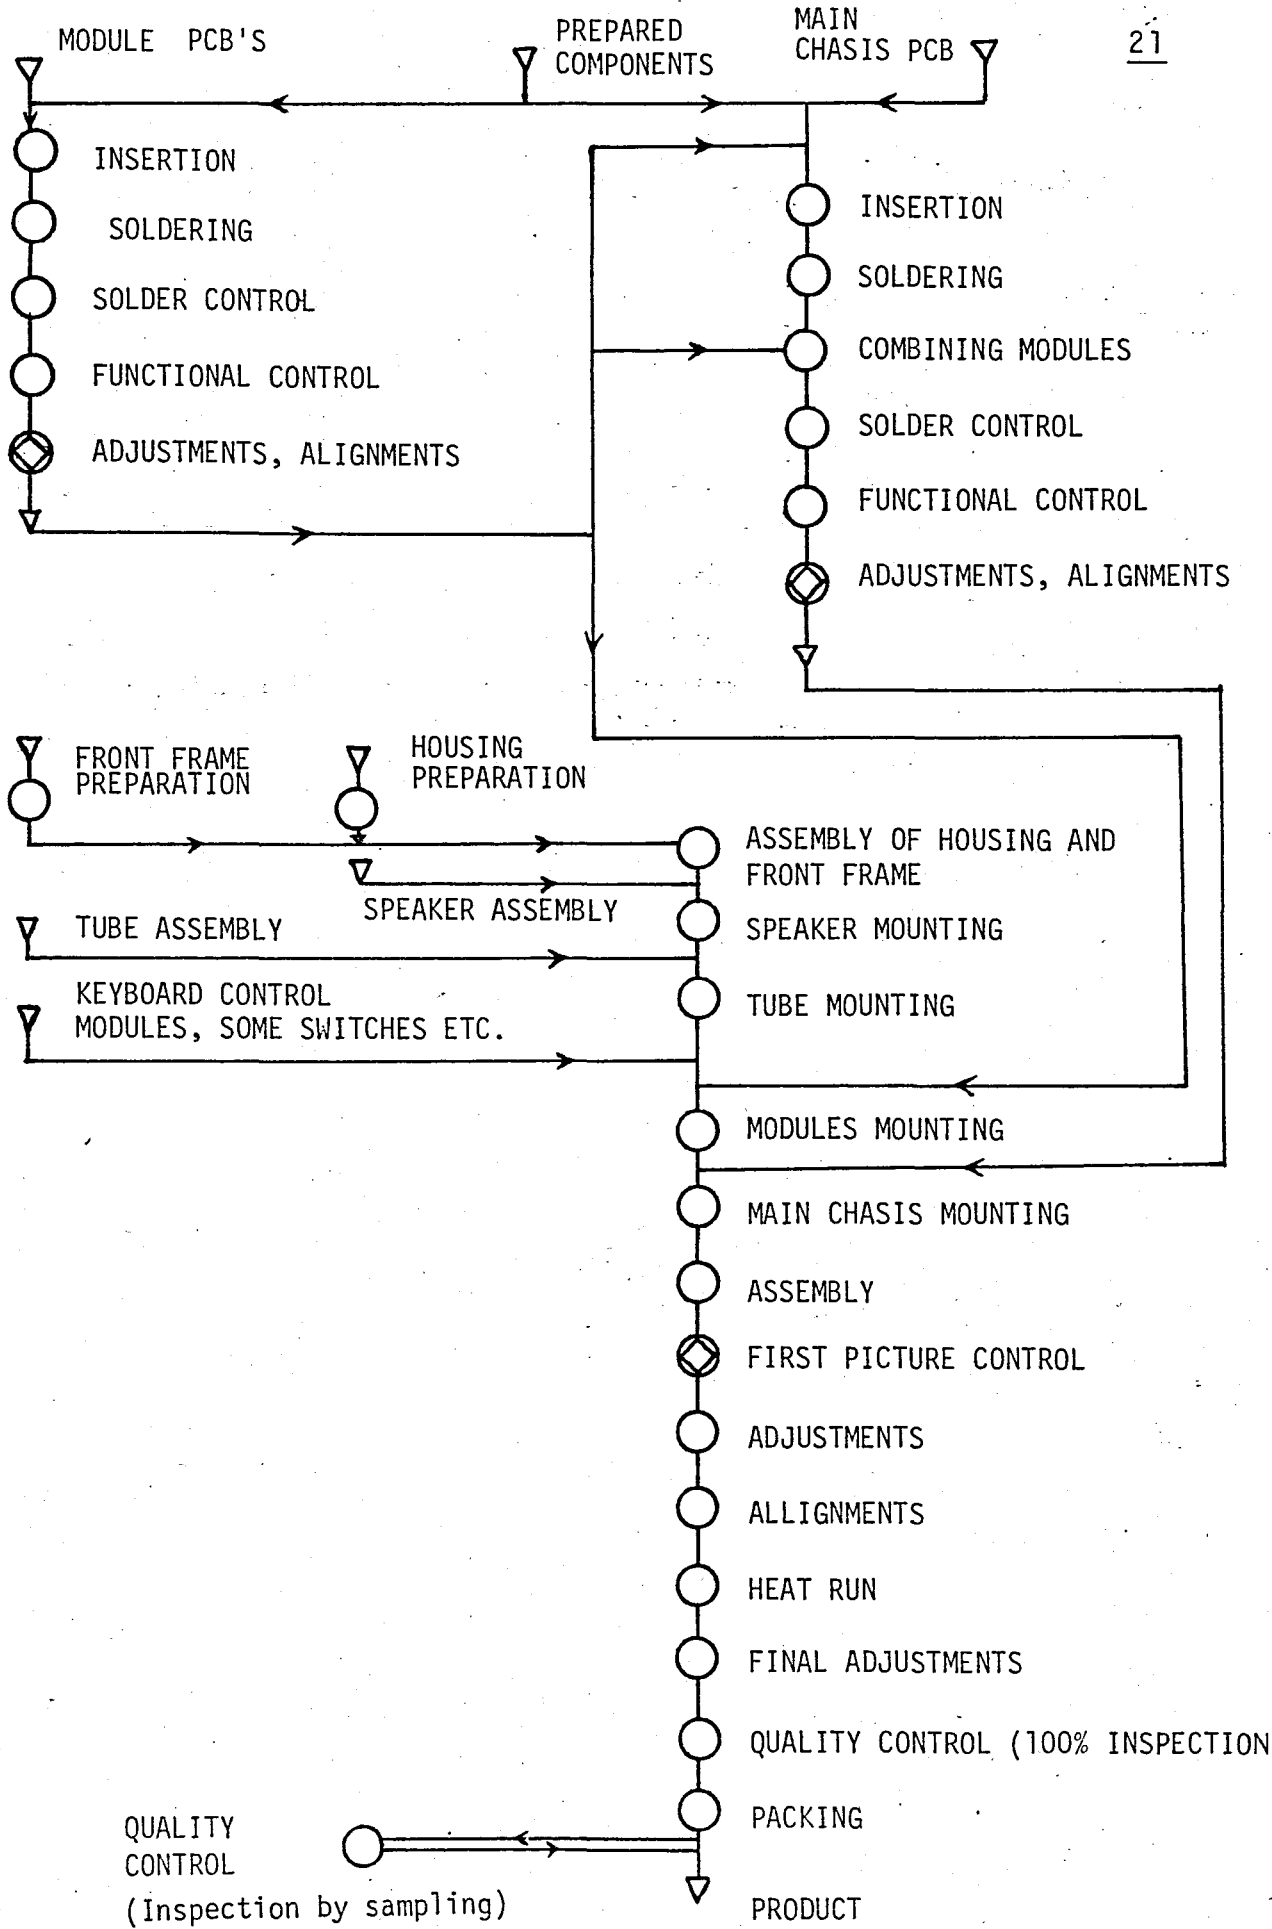 21
MODULE PCB'S
PREPARED
COMPONENTS
MAIN
CHASIS PCB
INSERTION
SOLDERING
SOLDER CONTROL
FUNCTIONAL CONTROL
ADJUSTMENTS, ALIGNMENTS
INSERTION
SOLDERING
COMBINING MODULES
SOLDER CONTROL
FUNCTIONAL CONTROL
ADJUSTMENTS, ALIGNMENTS
FRONT FRAME
PREPARATION
HOUSING
PREPARATION
ASSEMBLY OF HOUSING AND
FRONT FRAME
SPEAKER ASSEMBLY
SPEAKER MOUNTING
TUBE ASSEMBLY
TUBE MOUNTING
KEYBOARD CONTROL
MODULES, SOME SWITCHES ETC.
MODULES MOUNTING
MAIN CHASIS MOUNTING
ASSEMBLY
FIRST PICTURE CONTROL
ADJUSTMENTS
ALLIGNMENTS
HEAT RUN
FINAL ADJUSTMENTS
QUALITY CONTROL (100% INSPECTION
PACKING
QUALITY
CONTROL
(Inspection by sampling)
PRODUCT